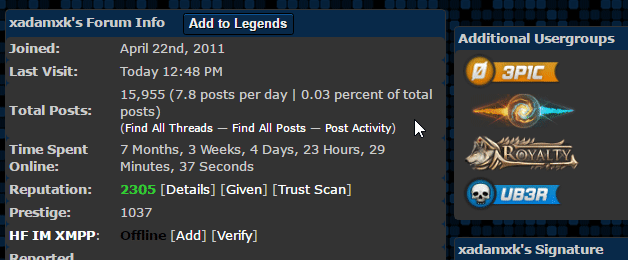 xadamxk's Forum Info
Add to Legends
Joined: April 22nd, 2011
Last Visit: Today 12:48 PM
Total Posts: 15,955 (7.8 posts per day | 0.03 percent of total
posts)
(Find All Threads — Find All Posts — Post Activity)
Time Spent Online: 7 Months, 3 Weeks, 4 Days, 23 Hours, 29
Minutes, 37 Seconds
Reputation: 2305 [Details] [Given] [Trust Scan]
Prestige: 1037
HF IM XMPP: Offline [Add] [Verify]
Reported
Additional Usergroups
3P1C
ROYALTY
UB3R
xadamxk's Signature